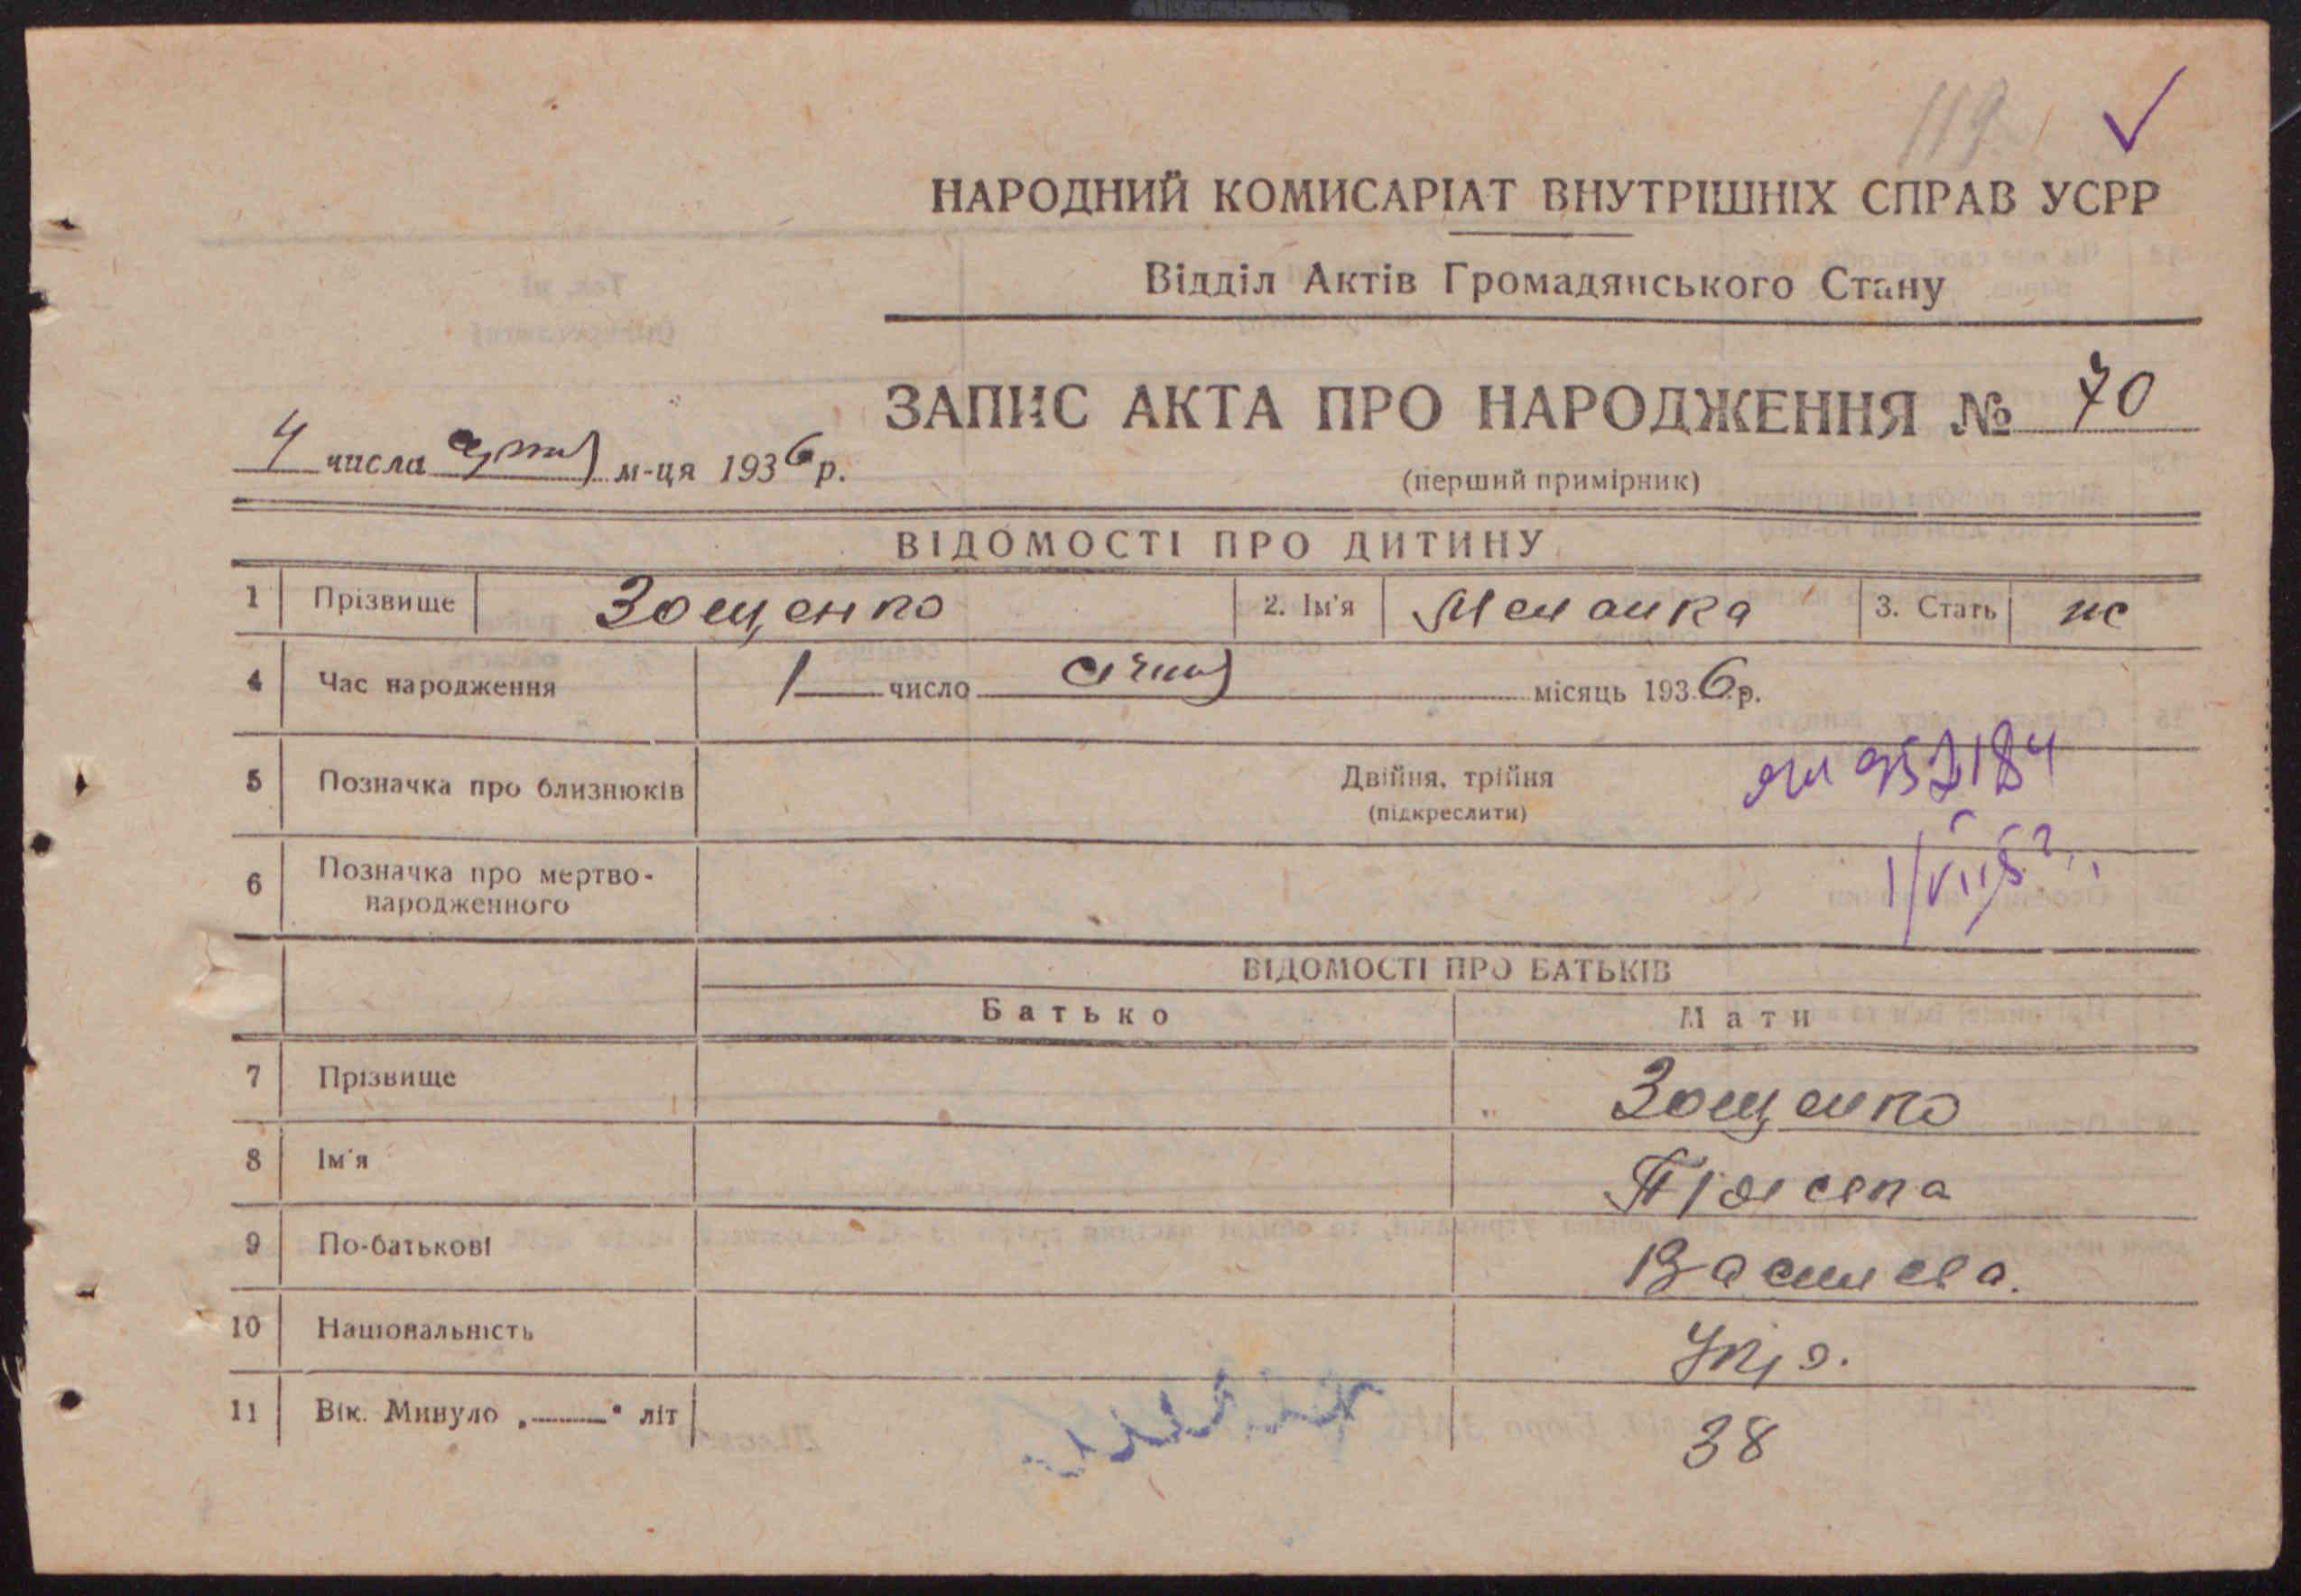 119
НАРОДНИЙ КОМИСАРІАТ ВНУТРІШНІХ СПРАВ УСРР
Відділ Актів Громадянського Стану
ЗАПИС АКТА ПРО НАРОДЖЕННЯ № 70
4 числа м-ця 1936 р.
(перший примірник)
ВІДОМОСТІ ПРО ДИТИНУ
1 Прізвище Зощенко 2. Ім'я Меланка 3. Стать жс
4 Час народження 1 число січня місяць 1936 р.
5 Позначка про близнюків Двійня, трійня
(підкреслити)
6 Позначка про мертво-
народженного
ВІДОМОСТІ ПРО БАТЬКІВ
Батько Мати
7 Прізвище Зощенко
8 Ім'я
9 По-батькові Василева.
10 Національність Укр.
11 Вік. Минуло „——" літ 38